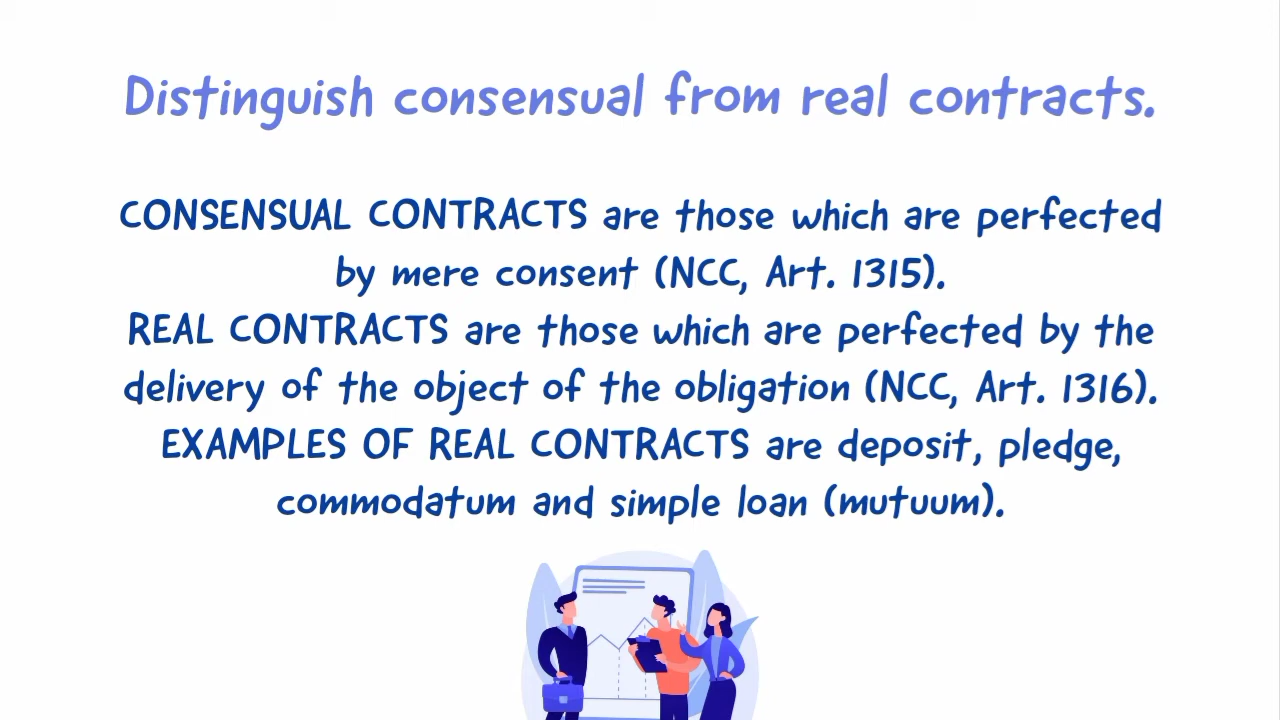 Distinguish consensual from real contracts.
CONSENSUAL CONTRACTS are those which are perfected
by mere consent (NCC, Art. 1315).
REAL CONTRACTS are those which are perfected by the
delivery of the object of the obligation (NCC, Art. 1316).
EXAMPLES OF REAL CONTRACTS are deposit, pledge,
commodatum and simple loan (mutuum).